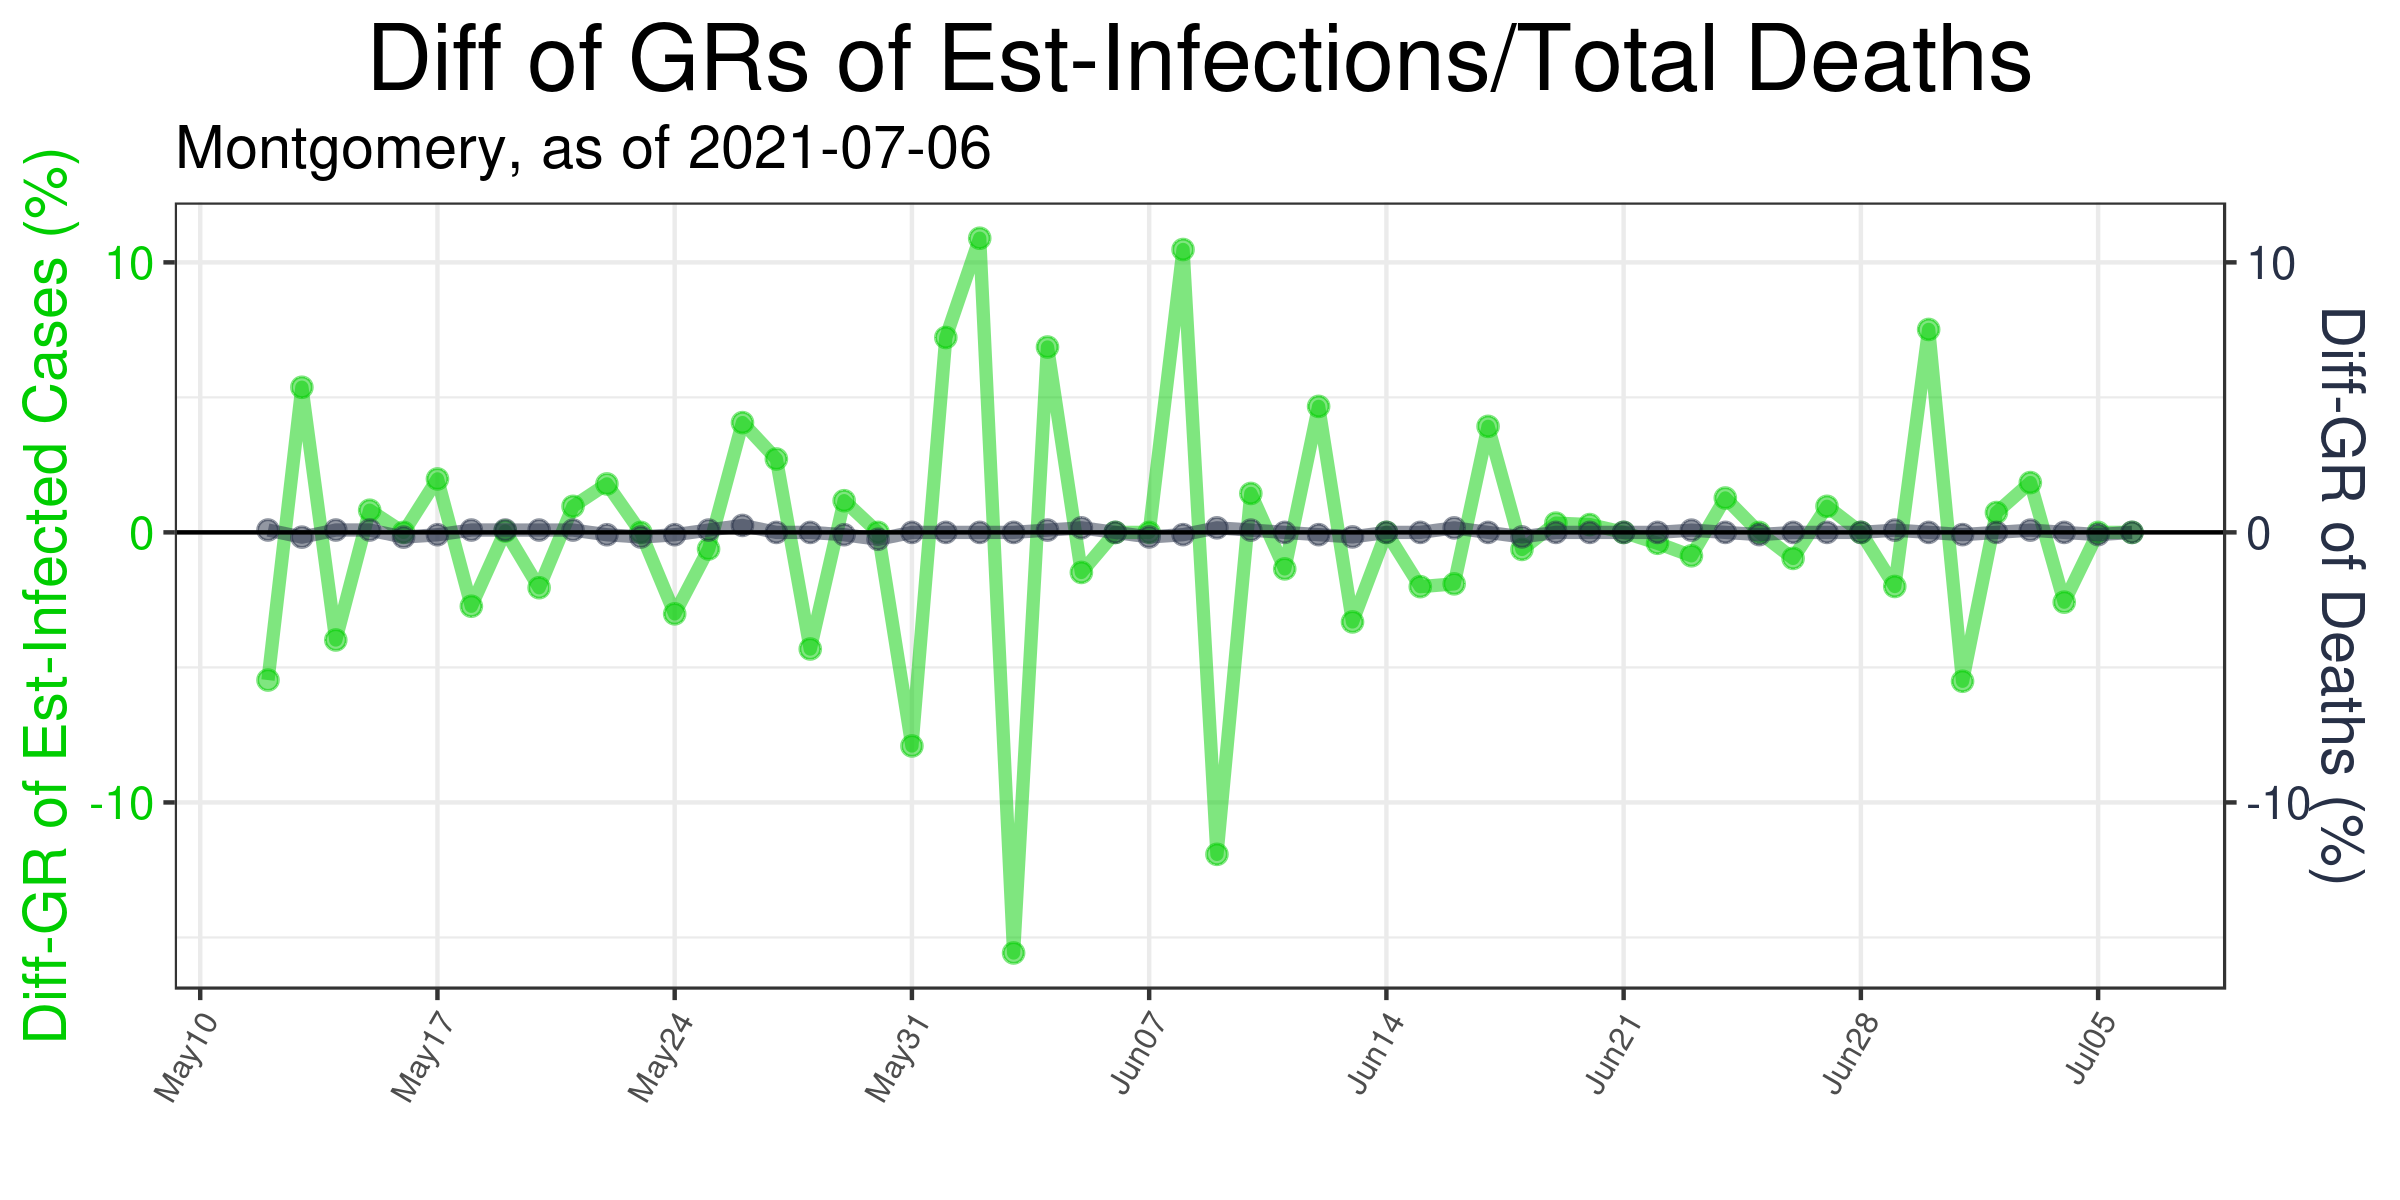 Diff of GRs of Est-Infections/Total Deaths
Montgomery, as of 2021-07-06
Diff-GR of Est-Infected Cases (%)
10
0
-10
10
0
-10
Diff-GR of Deaths (%)
May10
May17
May24
May31
Jun07
Jun14
Jun21
Jun28
Jul05